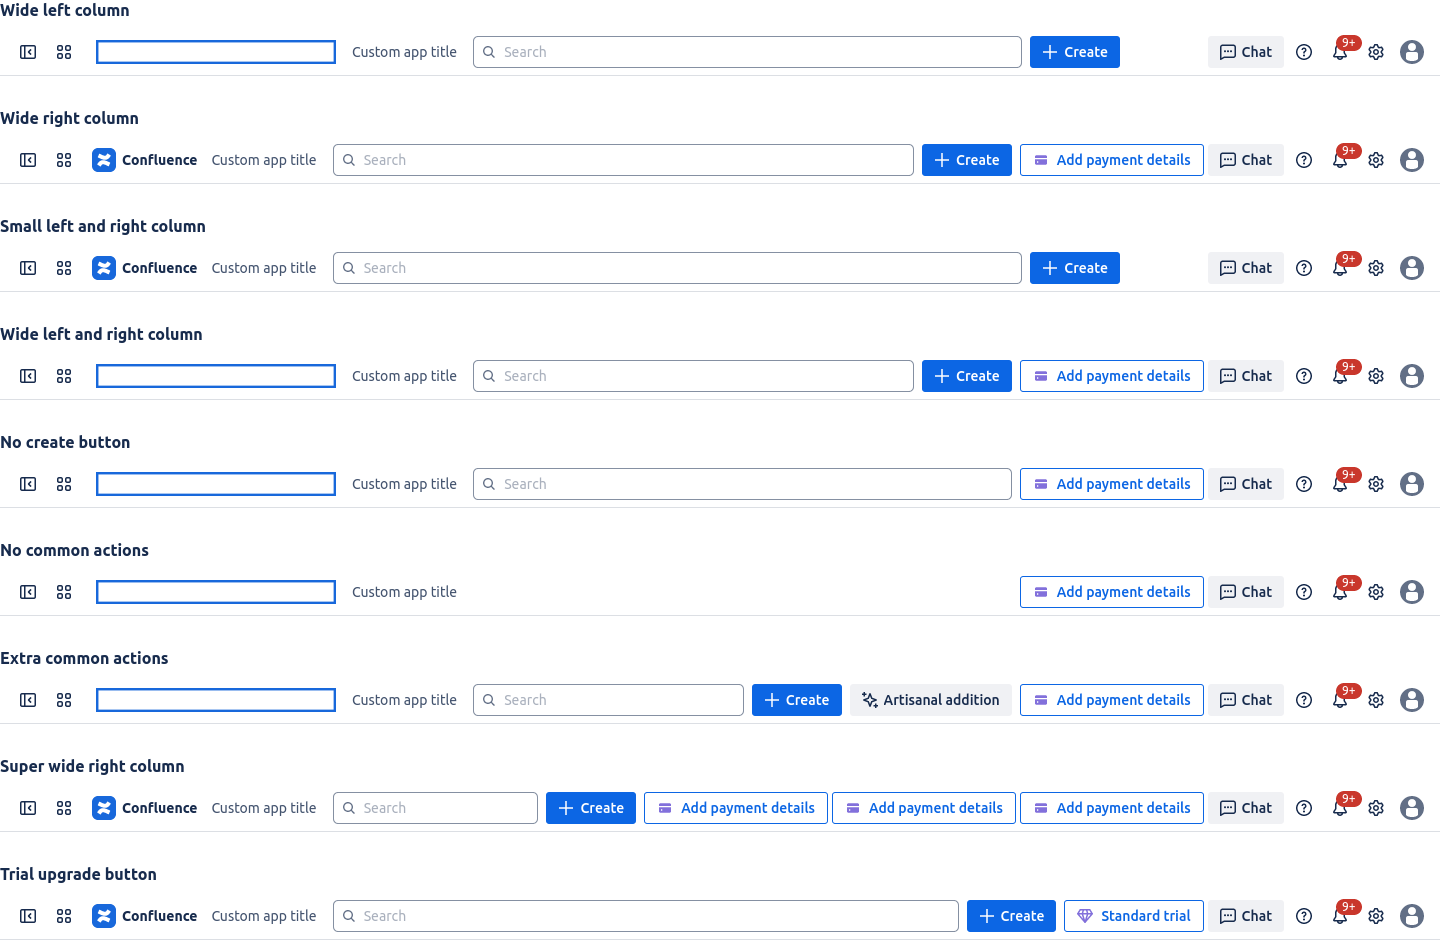 Wide left column
Custom app title Search Create Chat 9+
Wide right column
Confluence Custom app title Search Create Add payment details Chat 9+
Small left and right column
Confluence Custom app title Search Create Chat 9+
Wide left and right column
Custom app title Search Create Add payment details Chat 9+
No create button
Custom app title Search Add payment details Chat 9+
No common actions
Custom app title Add payment details Chat 9+
Extra common actions
Custom app title Search Create Artisanal addition Add payment details Chat 9+
Super wide right column
Confluence Custom app title Search Create Add payment details Add payment details Add payment details Chat 9+
Trial upgrade button
Confluence Custom app title Search Create Standard trial Chat 9+